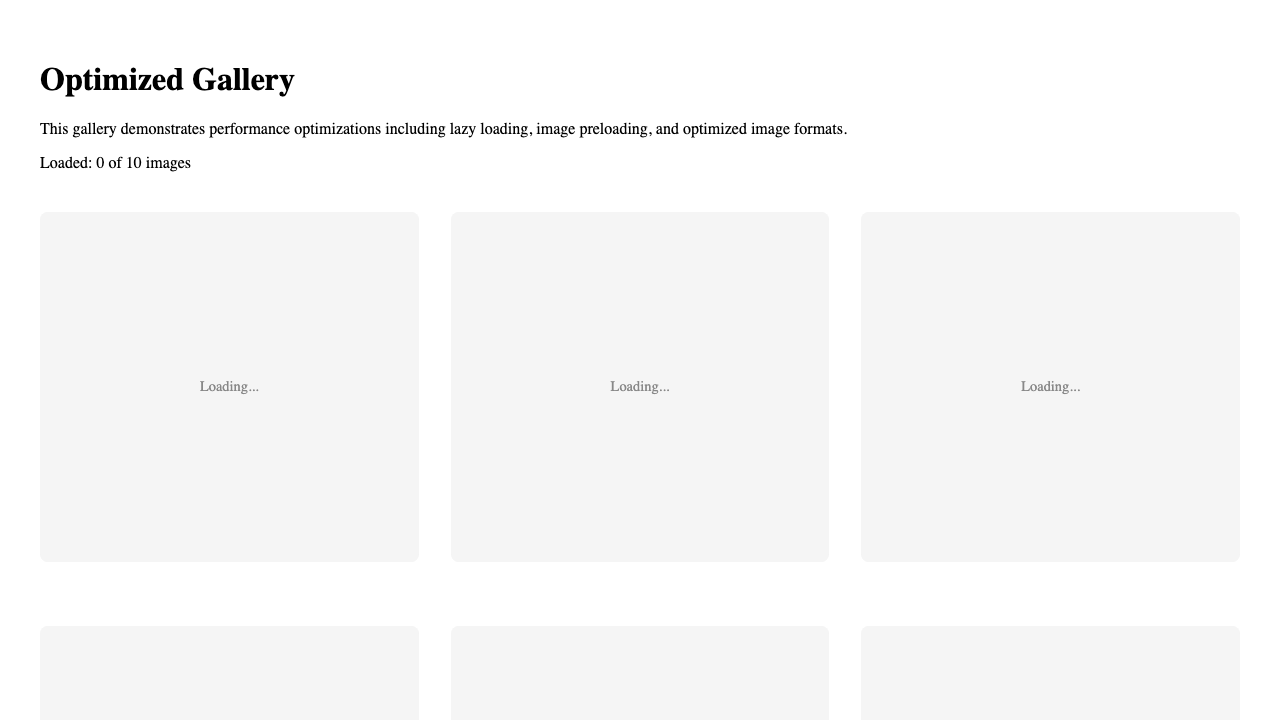 Optimized Gallery
This gallery demonstrates performance optimizations including lazy loading, image preloading, and optimized image formats.
Loaded: 0 of 10 images
Loading...
Loading...
Loading...